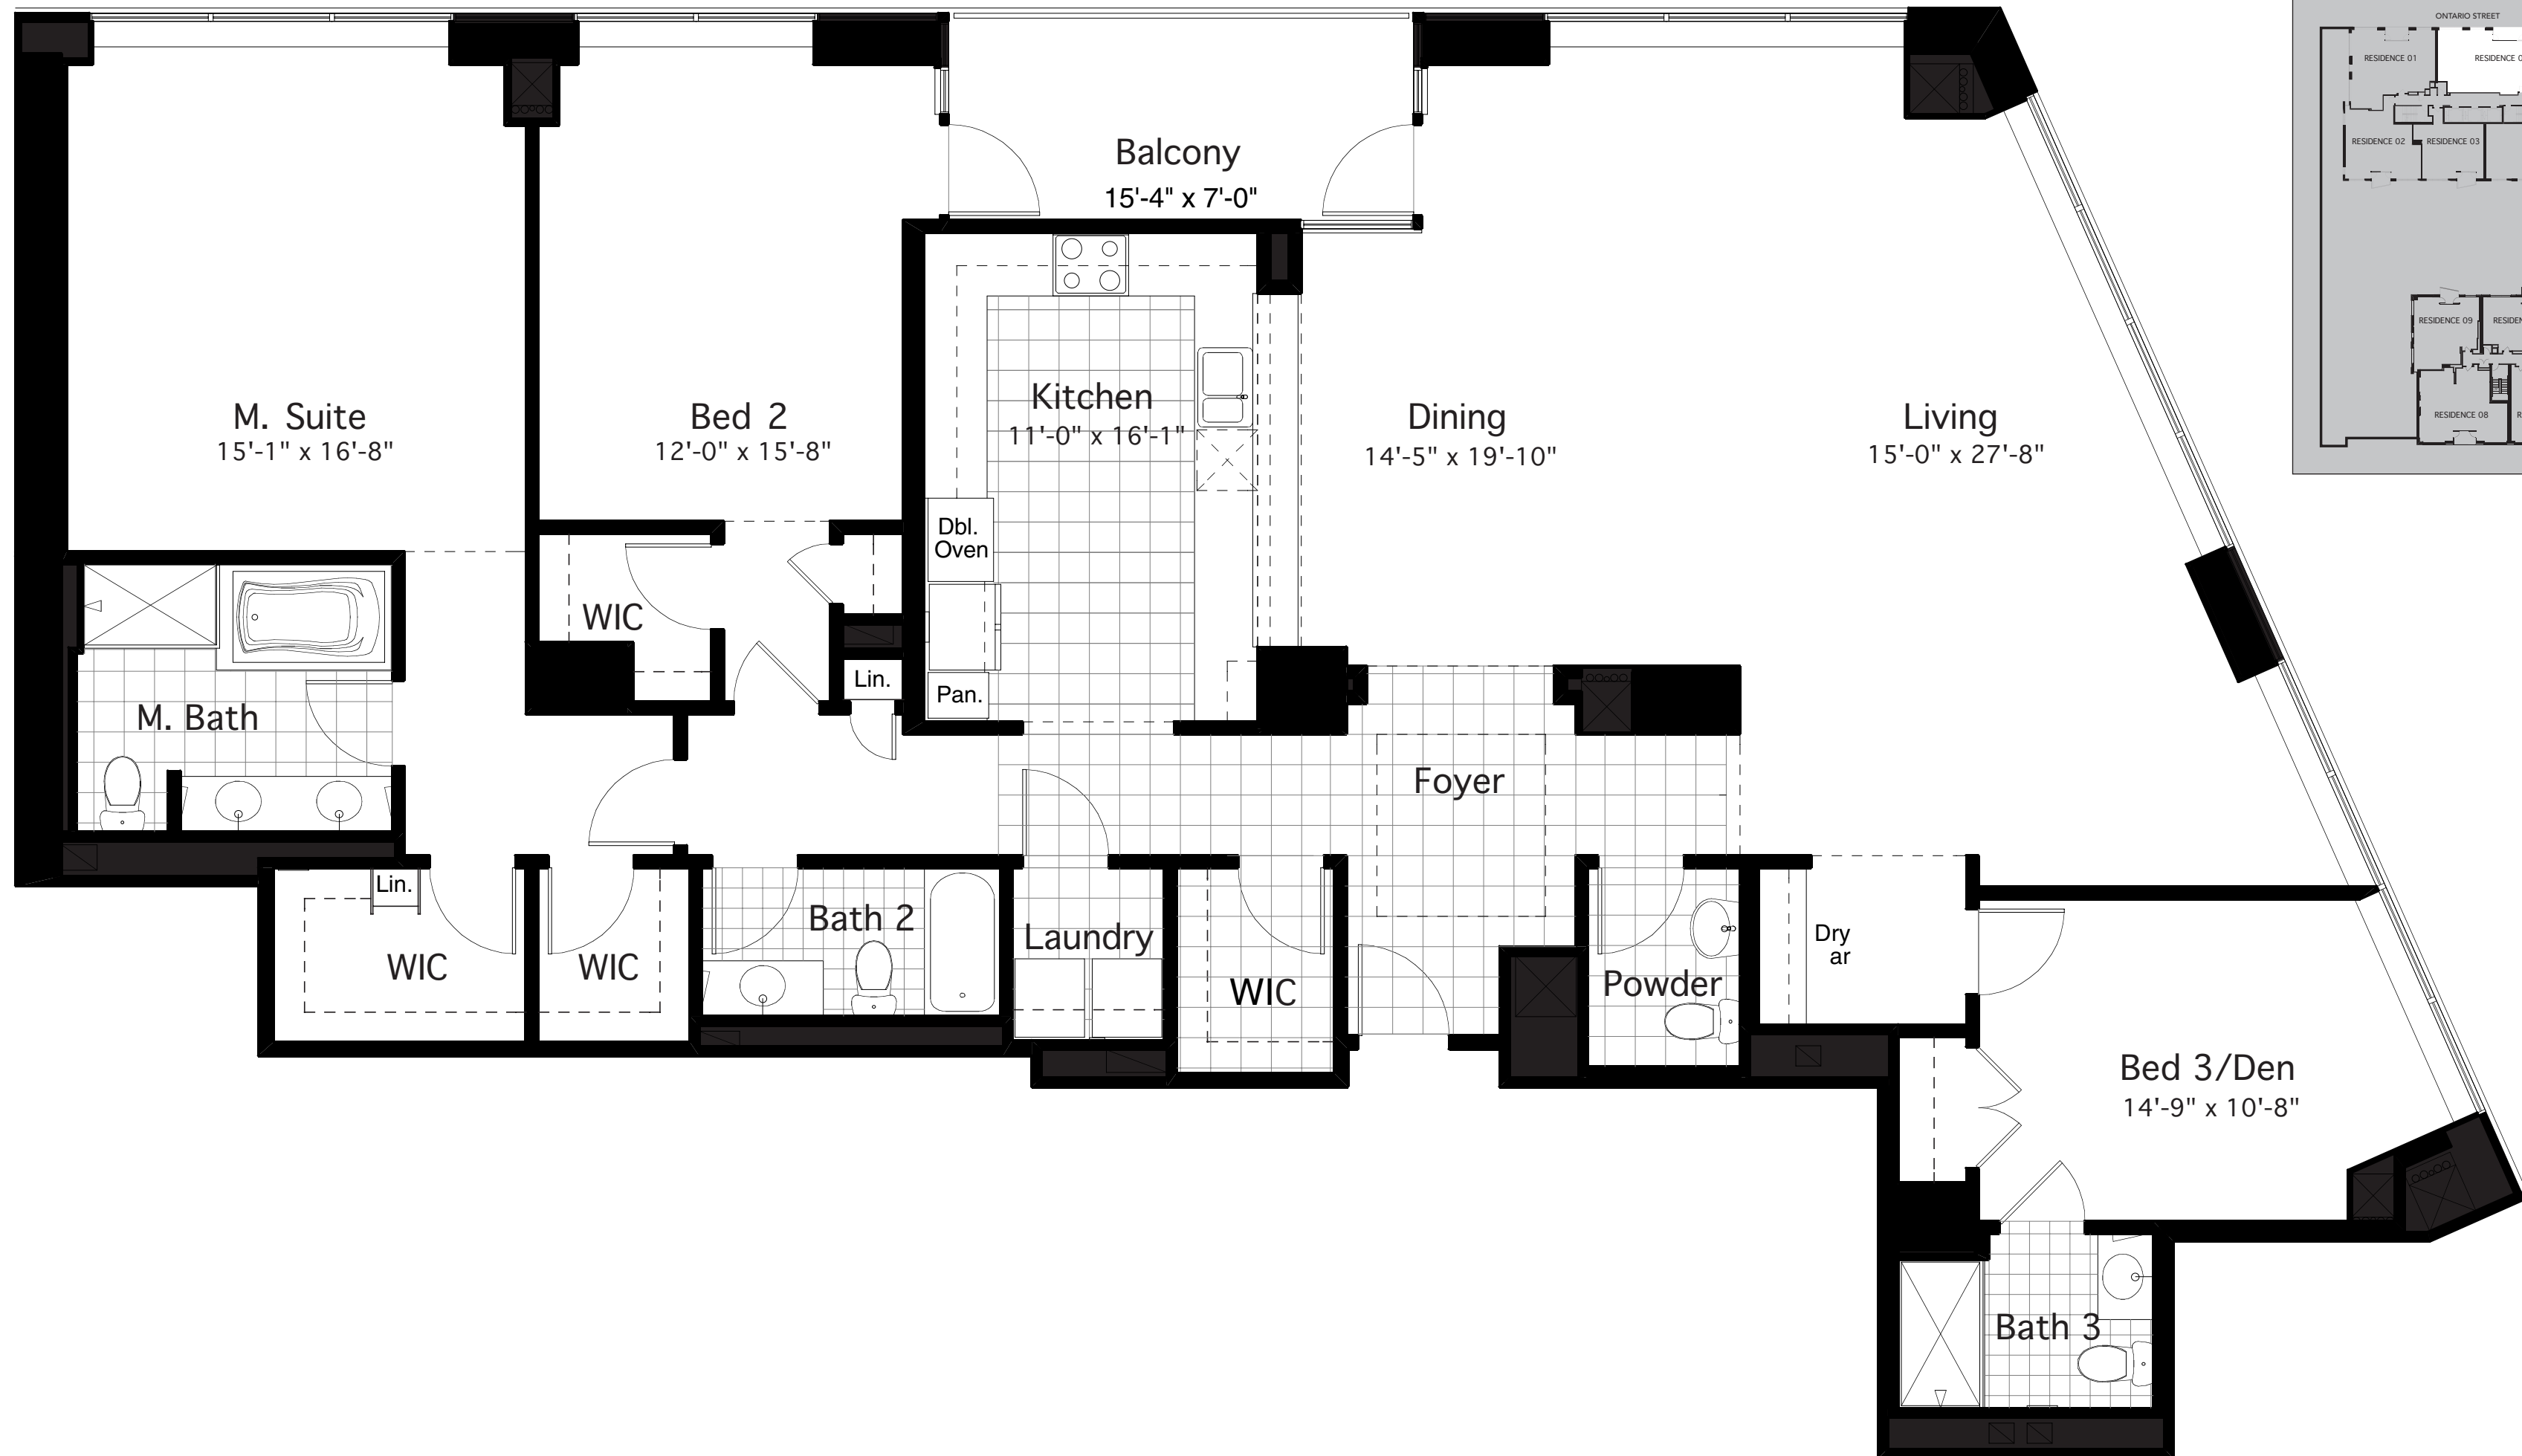 ONTARIO STREET
RESIDENCE 01
RESIDENCE 0
RESIDENCE 02
RESIDENCE 03
RESIDENCE 09
RESIDEN
RESIDENCE 08
R
Balcony
15'-4" x 7'-0"
M. Suite
15'-1" x 16'-8"
Bed 2
12'-0" x 15'-8"
Kitchen
11'-0" x 16'-1"
Dining
14'-5" x 19'-10"
Living
15'-0" x 27'-8"
Dbl.
Oven
WIC
Lin.
Pan.
M. Bath
Foyer
Lin.
WIC
WIC
Bath 2
Laundry
WIC
Powder
Dry
ar
Bed 3/Den
14'-9" x 10'-8"
Bath 3